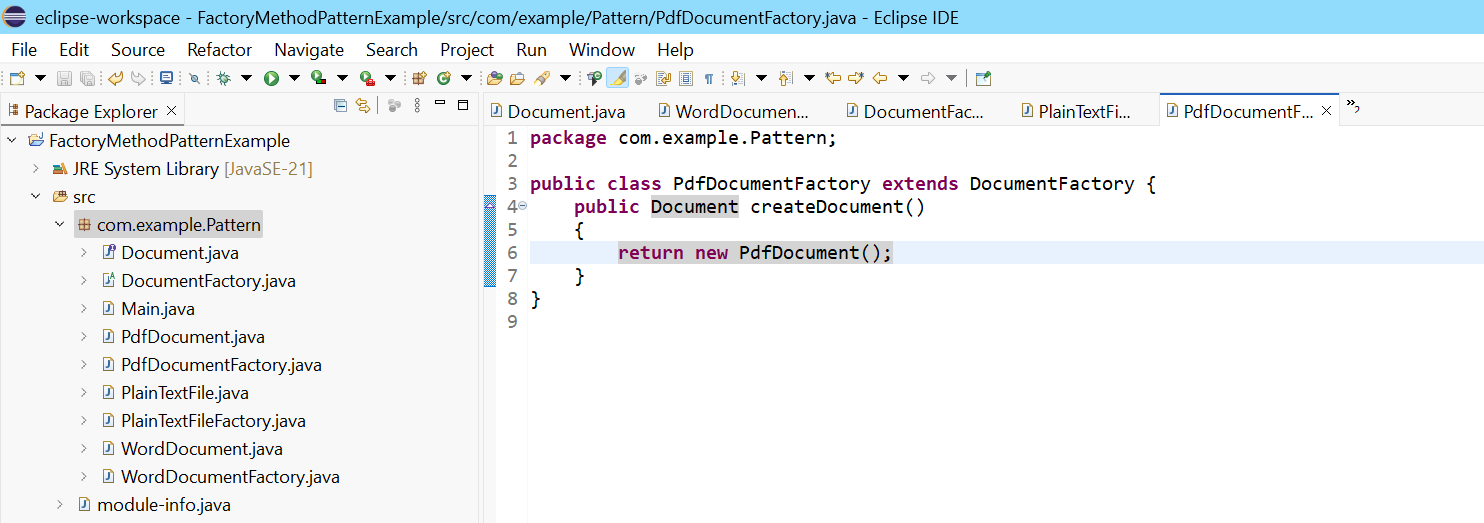 eclipse-workspace - FactoryMethodPatternExample/src/com/example/Pattern/PdfDocumentFactory.java - Eclipse IDE
File Edit Source Refactor Navigate Search Project Run Window Help
Package Explorer
FactoryMethodPatternExample
JRE System Library [JavaSE-21]
src
com.example.Pattern
Document.java
DocumentFactory.java
Main.java
PdfDocument.java
PdfDocumentFactory.java
PlainTextFile.java
PlainTextFileFactory.java
WordDocument.java
WordDocumentFactory.java
module-info.java
Document.java WordDocumen... DocumentFac... PlainTextFi... PdfDocumentF... »2
1 package com.example.Pattern;
2
3 public class PdfDocumentFactory extends DocumentFactory {
4 public Document createDocument()
5 {
6 return new PdfDocument();
7 }
8 }
9